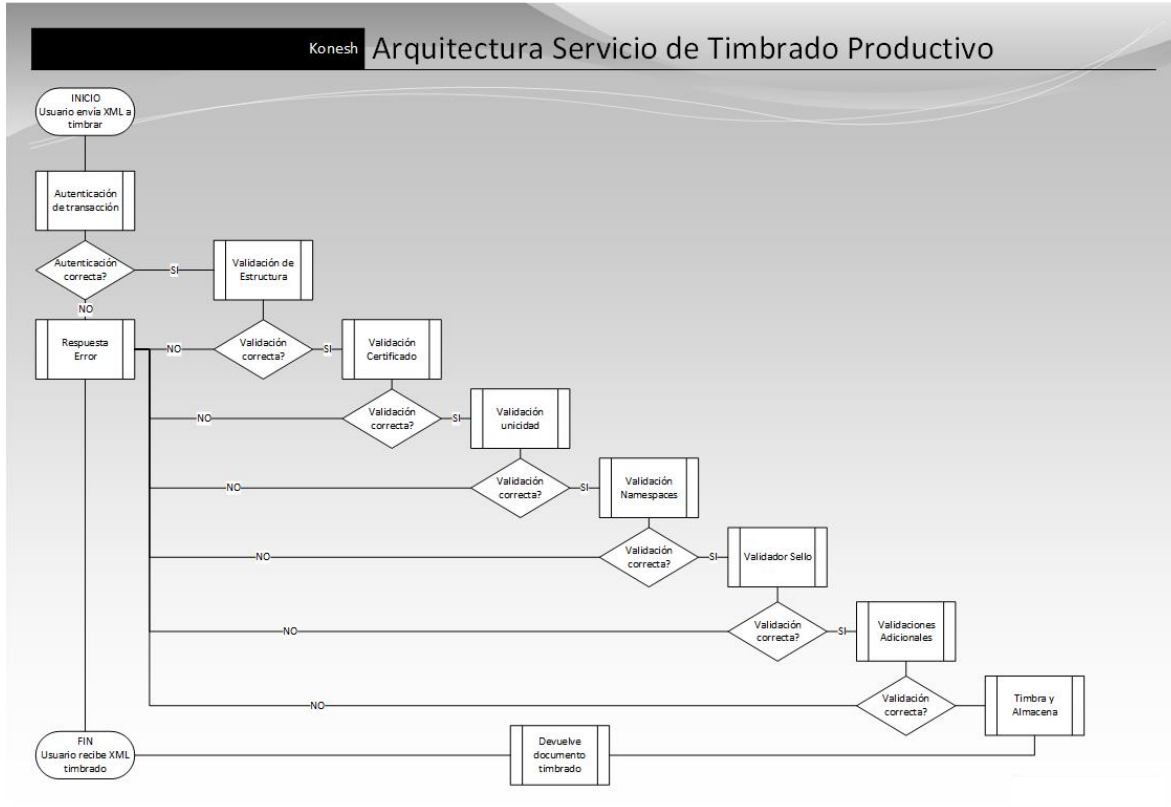 Konesh Arquitectura Servicio de Timbrado Productivo
INICIO
Usuario envía XML a
timbrar
Autenticación
de transacción
Autenticación
correcta?
SI
Validación de
Estructura
NO
Respuesta
Error
NO
Validación
correcta?
SI
Validación
Certificado
NO
Validación
correcta?
SI
Validación
unicidad
NO
Validación
correcta?
SI
Validación
Namespaces
NO
Validación
correcta?
SI
Validador Sello
NO
Validación
correcta?
SI
Validaciones
Adicionales
NO
Validación
correcta?
Timbra y
Almacena
FIN
Usuario recibe XML
timbrado
Devuelve
documento
timbrado